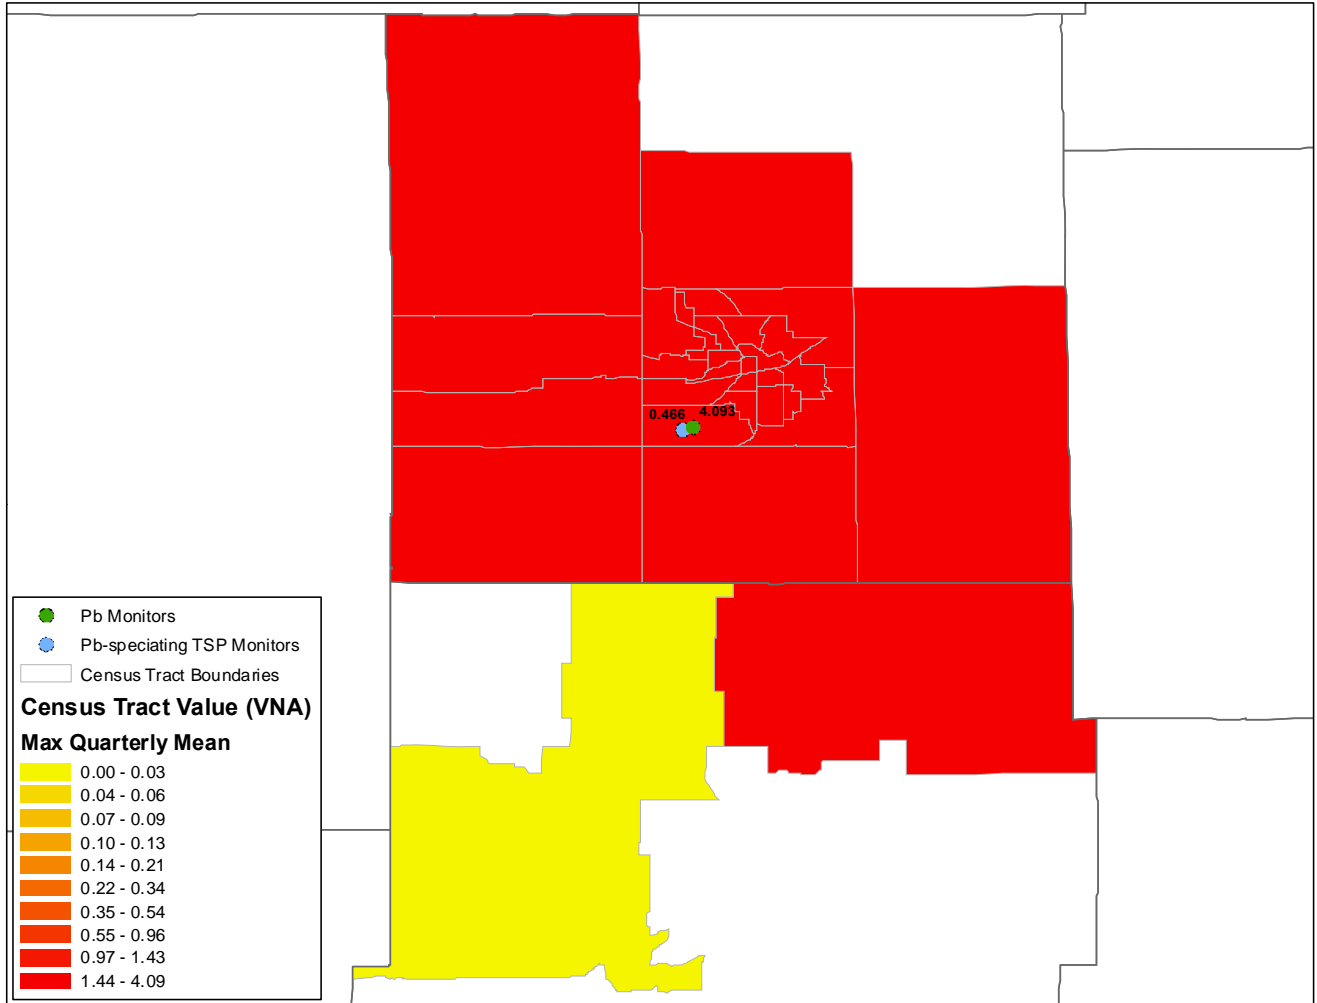 0.466 4.093
Pb Monitors
Pb-speciating TSP Monitors
Census Tract Boundaries
Census Tract Value (VNA)
Max Quarterly Mean
0.00 - 0.03
0.04 - 0.06
0.07 - 0.09
0.10 - 0.13
0.14 - 0.21
0.22 - 0.34
0.35 - 0.54
0.55 - 0.96
0.97 - 1.43
1.44 - 4.09